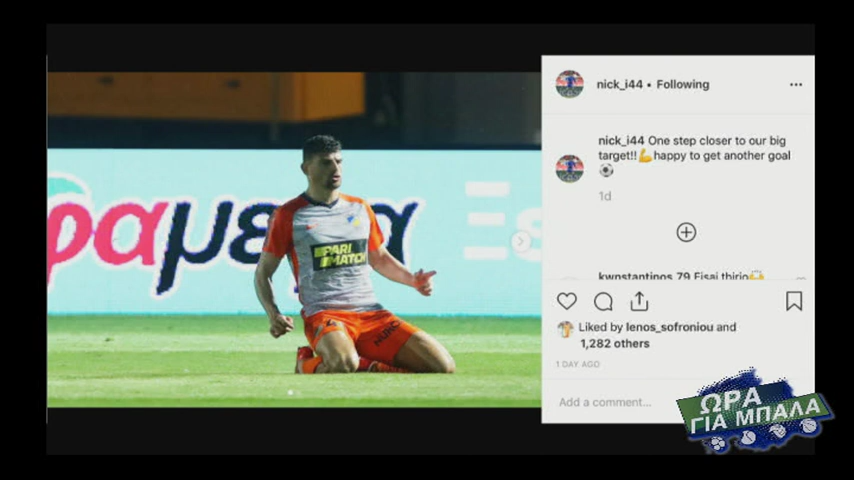 ραμε
PARI
MATCH
nick_i44 • Following
nick_i44 One step closer to our big
target!!💪happy to get another goal
⚽
1d
kwnstantinos_79 Eisai thirio🙌
Liked by lenos_sofroniou and
1,282 others
1 DAY AGO
Add a comment...
ΩΡΑ
ΓΙΑ ΜΠΑΛΑ